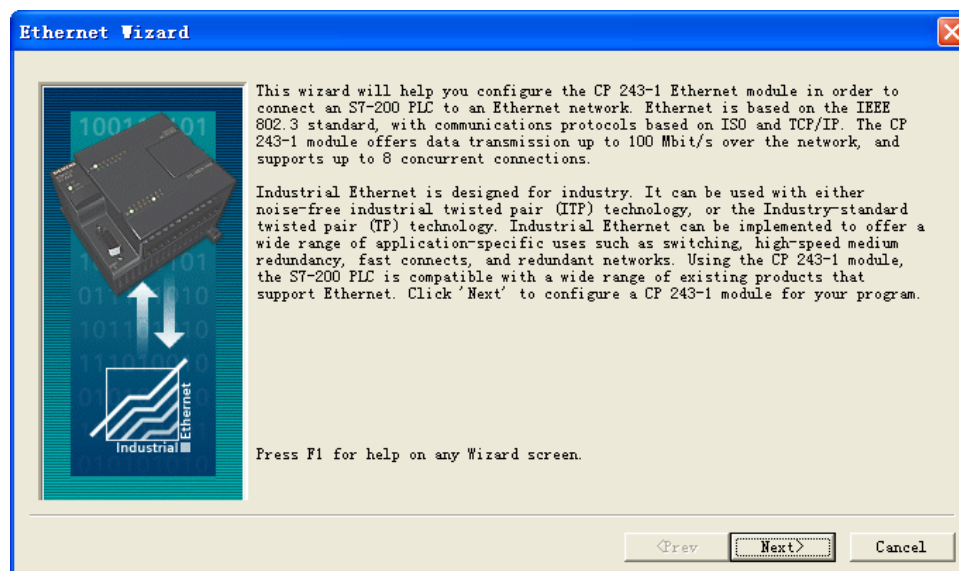 Ethernet Wizard
This wizard will help you configure the CP 243-1 Ethernet module in order to
connect an S7-200 PLC to an Ethernet network. Ethernet is based on the IEEE
802.3 standard, with communications protocols based on ISO and TCP/IP. The CP
243-1 module offers data transmission up to 100 Mbit/s over the network, and
supports up to 8 concurrent connections.
Industrial Ethernet is designed for industry. It can be used with either
noise-free industrial twisted pair (ITP) technology, or the Industry-standard
twisted pair (TP) technology. Industrial Ethernet can be implemented to offer a
wide range of application-specific uses such as switching, high-speed medium
redundancy, fast connects, and redundant networks. Using the CP 243-1 module,
the S7-200 PLC is compatible with a wide range of existing products that
support Ethernet. Click 'Next' to configure a CP 243-1 module for your program.
Industrial
Ethernet
Press F1 for help on any Wizard screen.
<Prev
Next>
Cancel